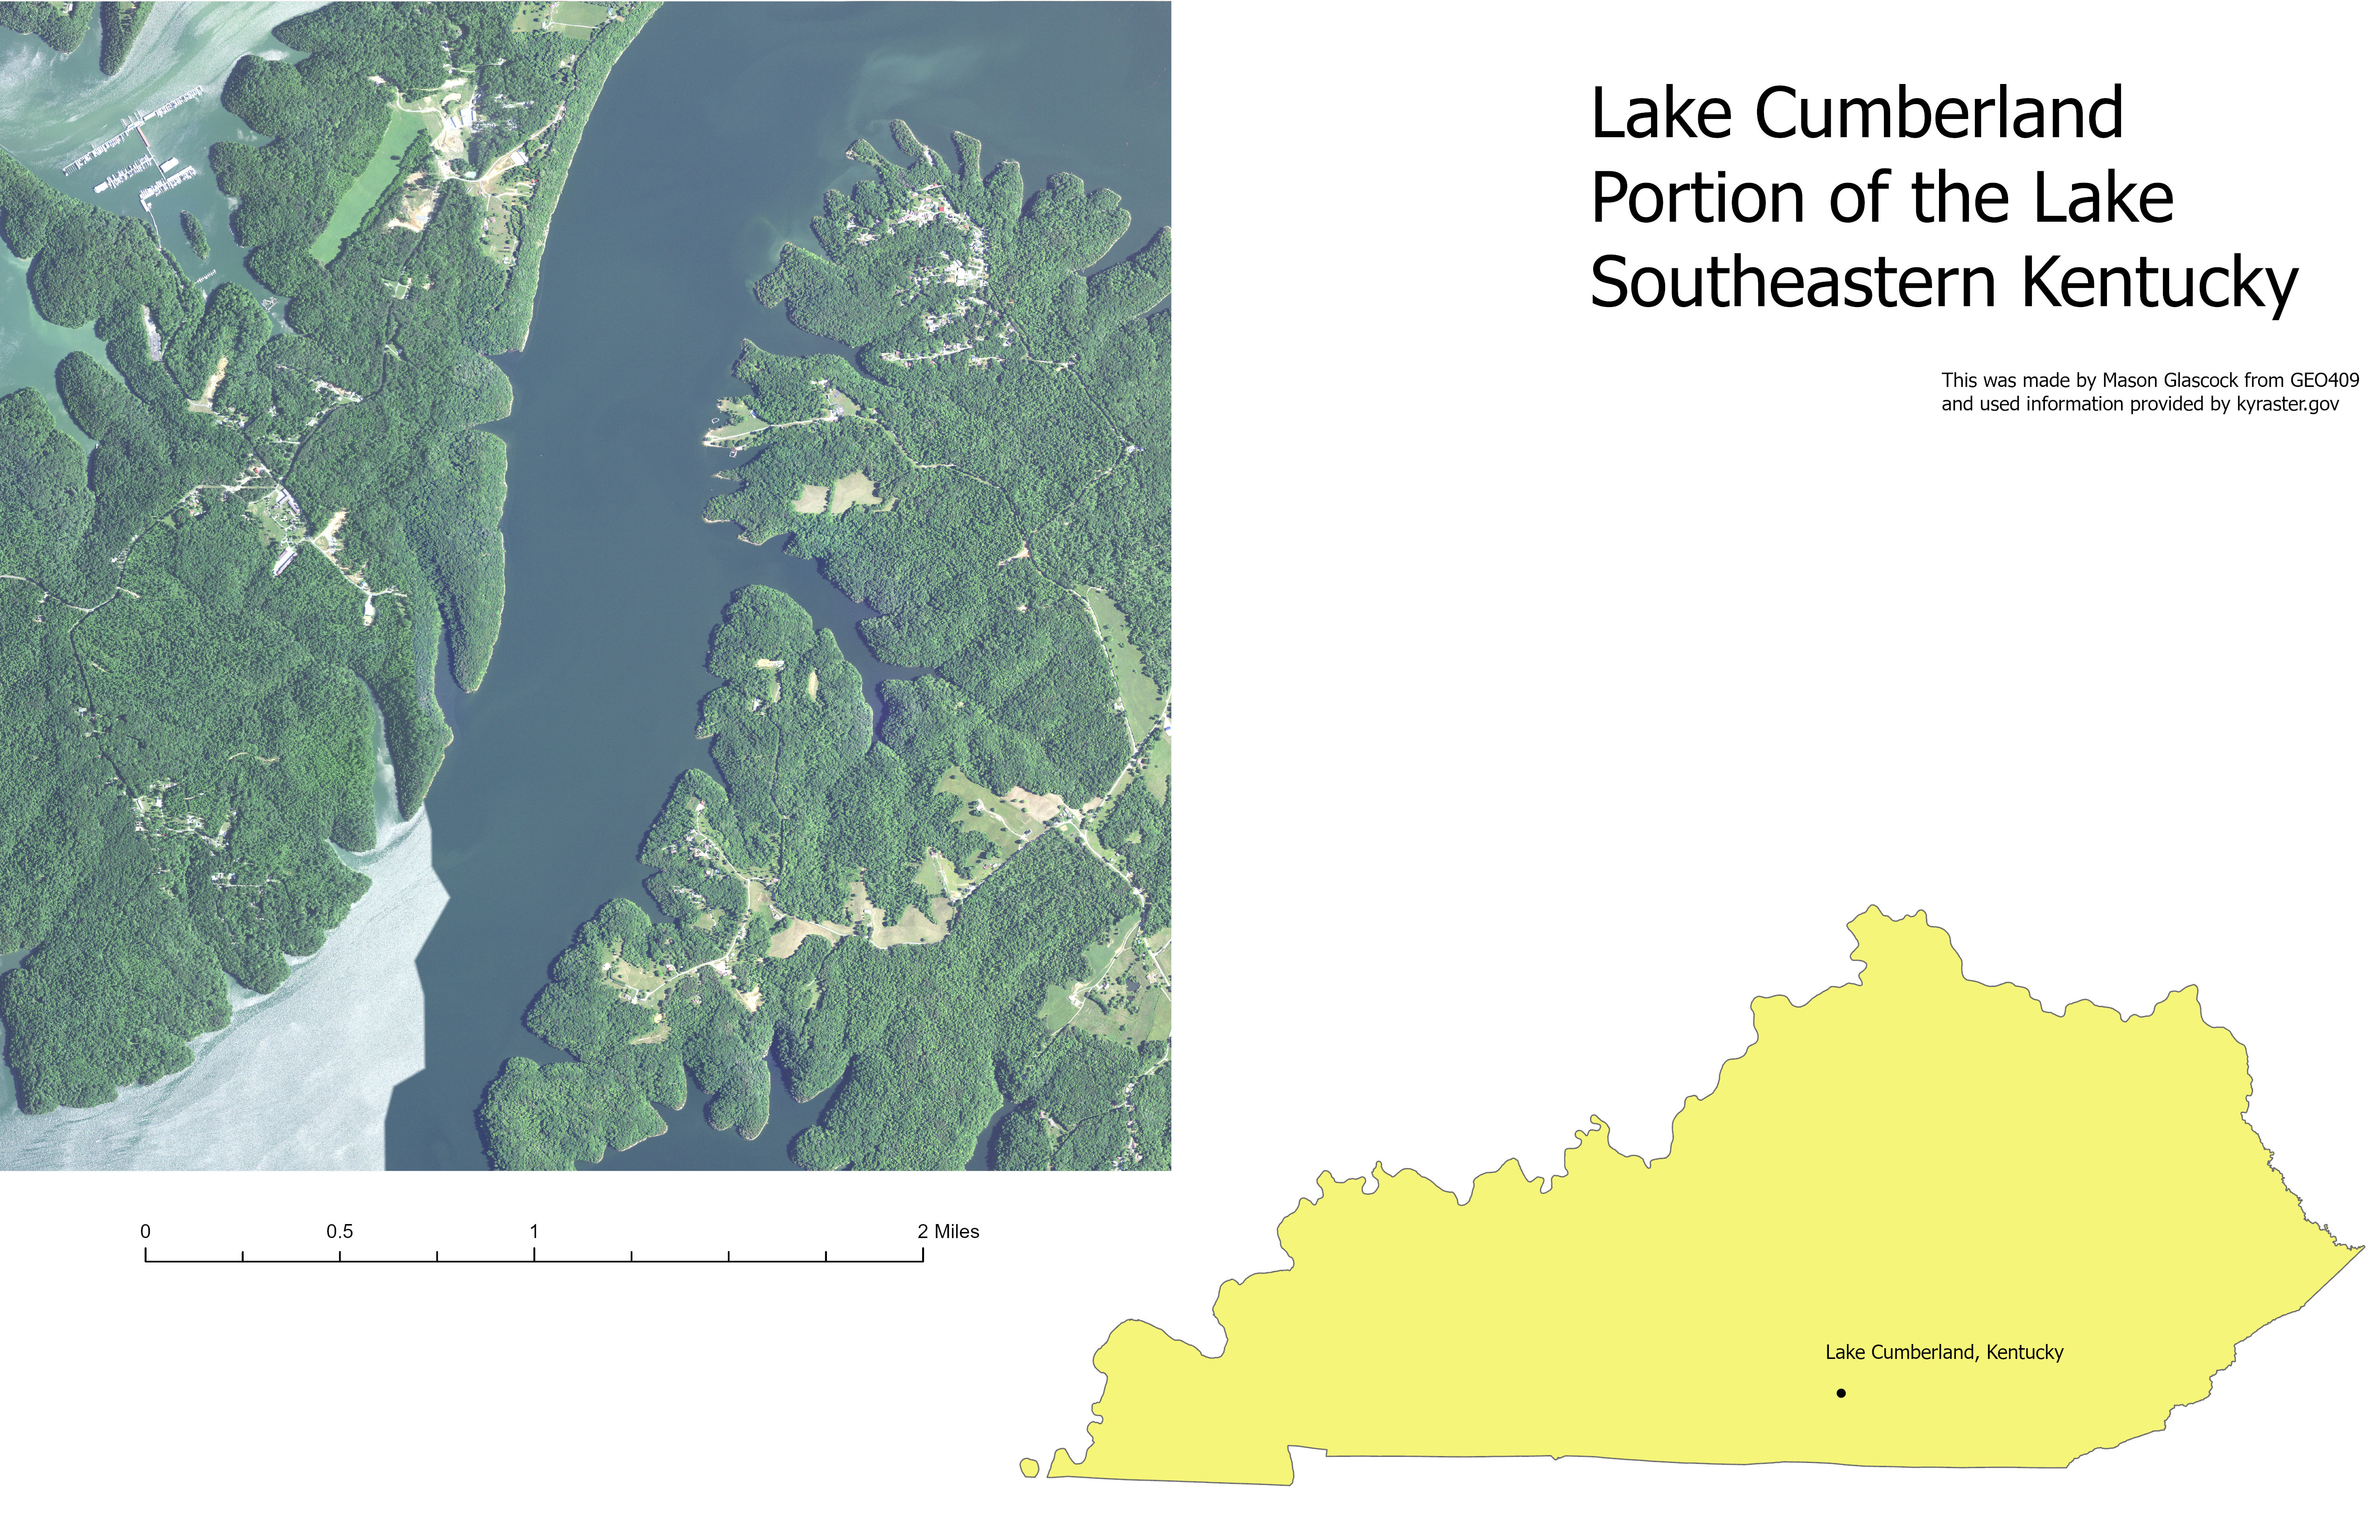 Lake Cumberland
Portion of the Lake
Southeastern Kentucky
This was made by Mason Glascock from GEO409
and used information provided by kyraster.gov
0 0.5 1 2 Miles
Lake Cumberland, Kentucky